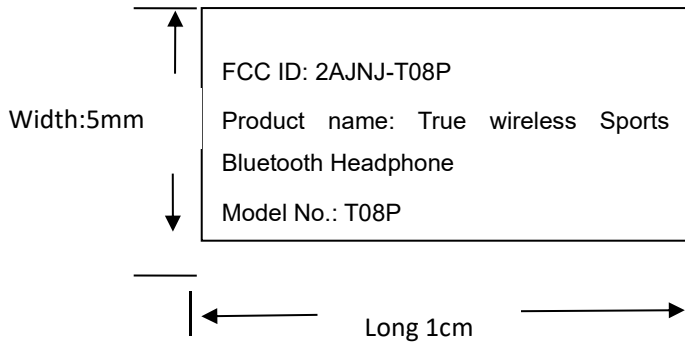 FCC ID: 2AJNJ-T08P
Width:5mm
Product name: True wireless Sports
Bluetooth Headphone
Model No.: T08P
Long 1cm